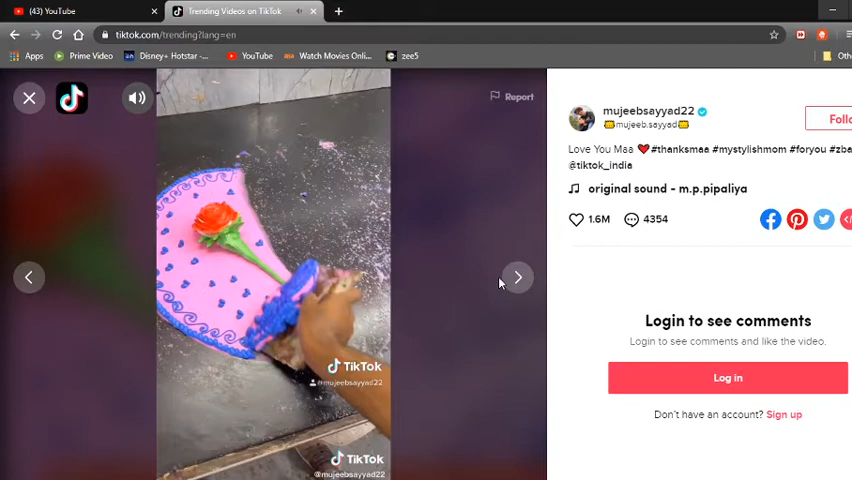 (43) YouTube
Trending Videos on TikTok
tiktok.com/trending?lang=en
Apps
Prime Video
Disney+ Hotstar -...
YouTube
Watch Movies Onli...
zee5
Report
mujeebsayyad22
mujeeb.sayyad
Love You Maa ❤️#thanksmaa #mystylishmom #foryou #zba
@tiktok_india
original sound - m.p.pipaliya
1.6M
4354
Login to see comments
Login to see comments and like the video.
Log in
Don't have an account? Sign up
TikTok
@mujeebsayyad22
TikTok
@mujeebsayyad22